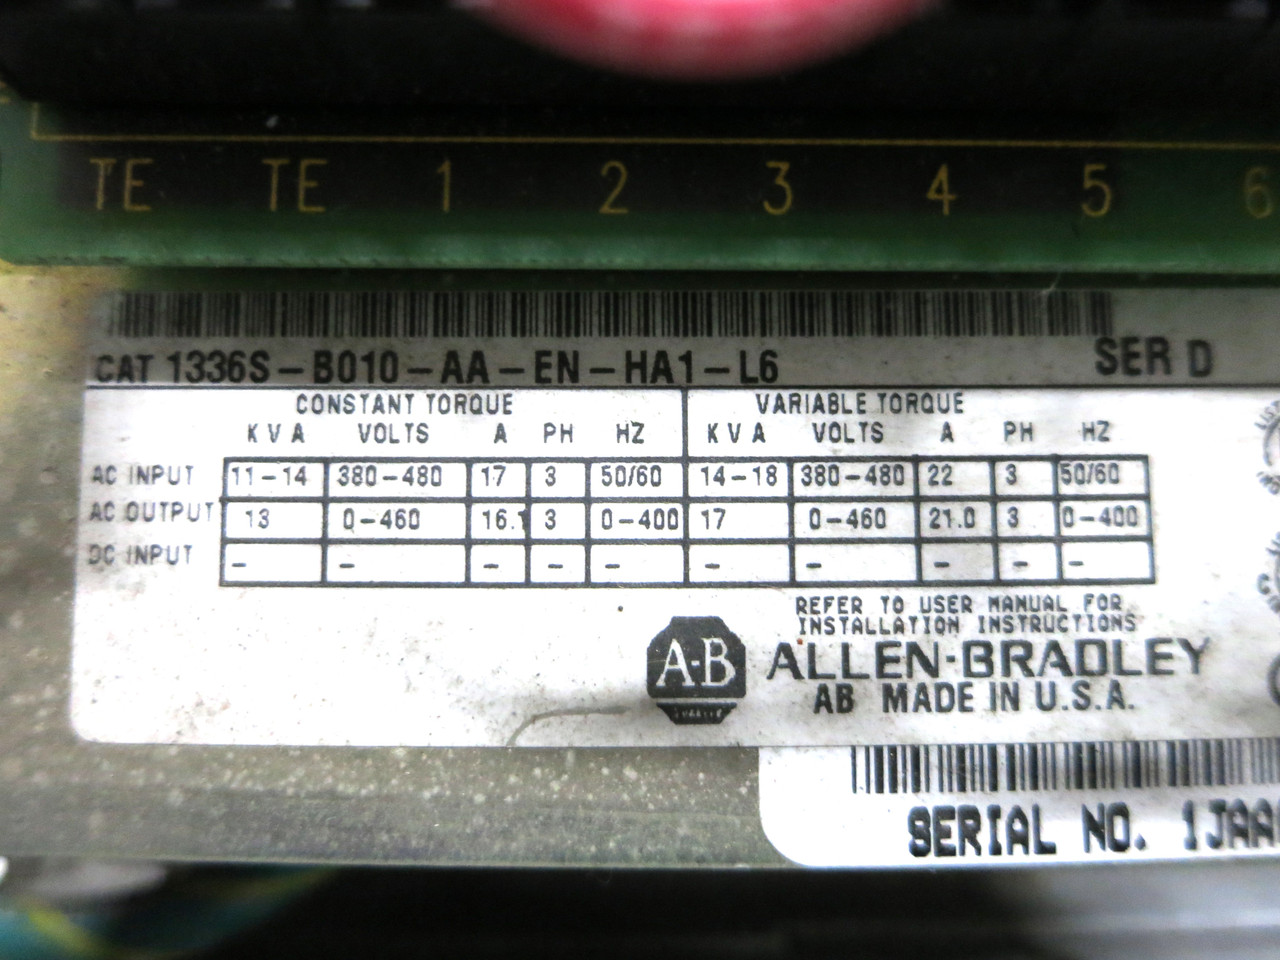 TE TE 1 2 3 4 5 6
CAT 1336S-B010-AA-EN-HA1-L6 SER D
CONSTANT TORQUE VARIABLE TORQUE
KVA VOLTS A PH HZ KVA VOLTS A PH HZ
AC INPUT 11-14 380-480 17 3 50/60 14-18 380-480 22 3 50/60
AC OUTPUT 13 0-460 16.1 3 0-400 17 0-460 21.0 3 0-400
DC INPUT - - - - - - - - - -
REFER TO USER MANUAL FOR
INSTALLATION INSTRUCTIONS
A-B ALLEN-BRADLEY
AB MADE IN U.S.A.
SERIAL NO. 1JAA